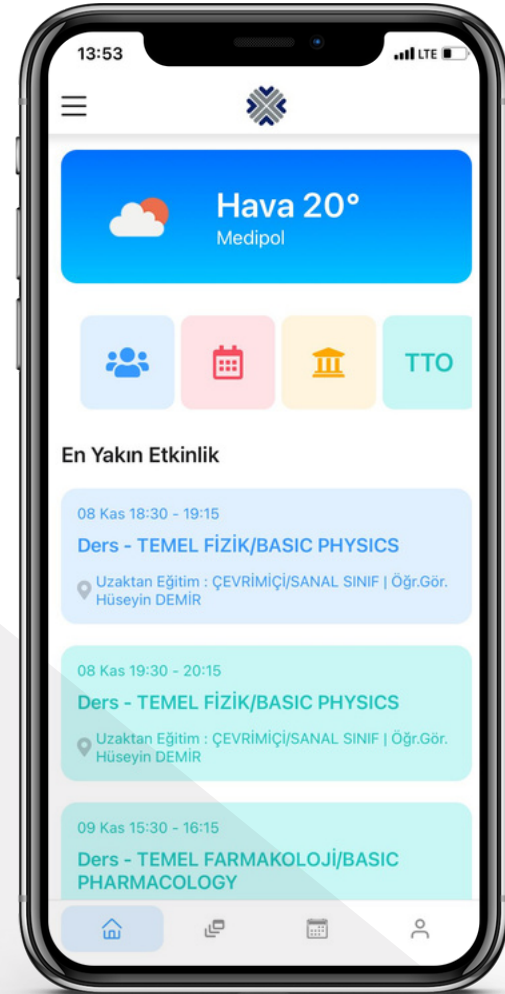 13:53
LTE
Hava 20°
Medipol
TTO
En Yakın Etkinlik
08 Kas 18:30 - 19:15
Ders - TEMEL FİZİK/BASIC PHYSICS
Uzaktan Eğitim : ÇEVRİMİÇİ/SANAL SINIF | Öğr.Gör.
Hüseyin DEMİR
08 Kas 19:30 - 20:15
Ders - TEMEL FİZİK/BASIC PHYSICS
Uzaktan Eğitim : ÇEVRİMİÇİ/SANAL SINIF | Öğr.Gör.
Hüseyin DEMİR
09 Kas 15:30 - 16:15
Ders - TEMEL FARMAKOLOJİ/BASIC
PHARMACOLOGY